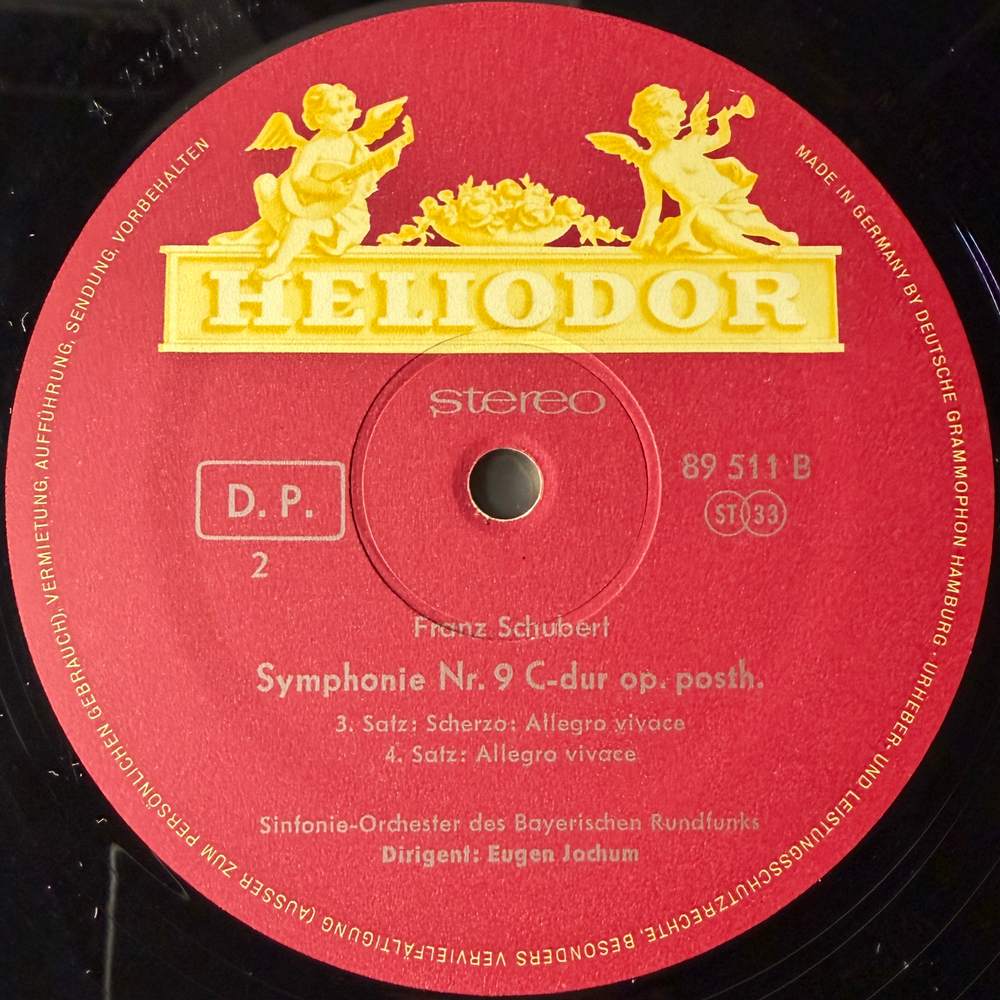 HELIODOR
stereo
D. P.
2
89 511 B
ST 33
Franz Schubert
Symphonie Nr. 9 C-dur op. posth.
3. Satz: Scherzo: Allegro vivace
4. Satz: Allegro vivace
Sinfonie-Orchester des Bayerischen Rundfunks
Dirigent: Eugen Jochum
MADE IN GERMANY BY DEUTSCHE GRAMMOPHON HAMBURG · URHEBER- UND LEISTUNGSSCHUTZRECHTE, BESONDERS VERVIELFÄLTIGUNG (AUSSER ZUM PERSÖNLICHEN GEBRAUCH), VERMIETUNG, AUFFÜHRUNG, SENDUNG, VORBEHALTEN